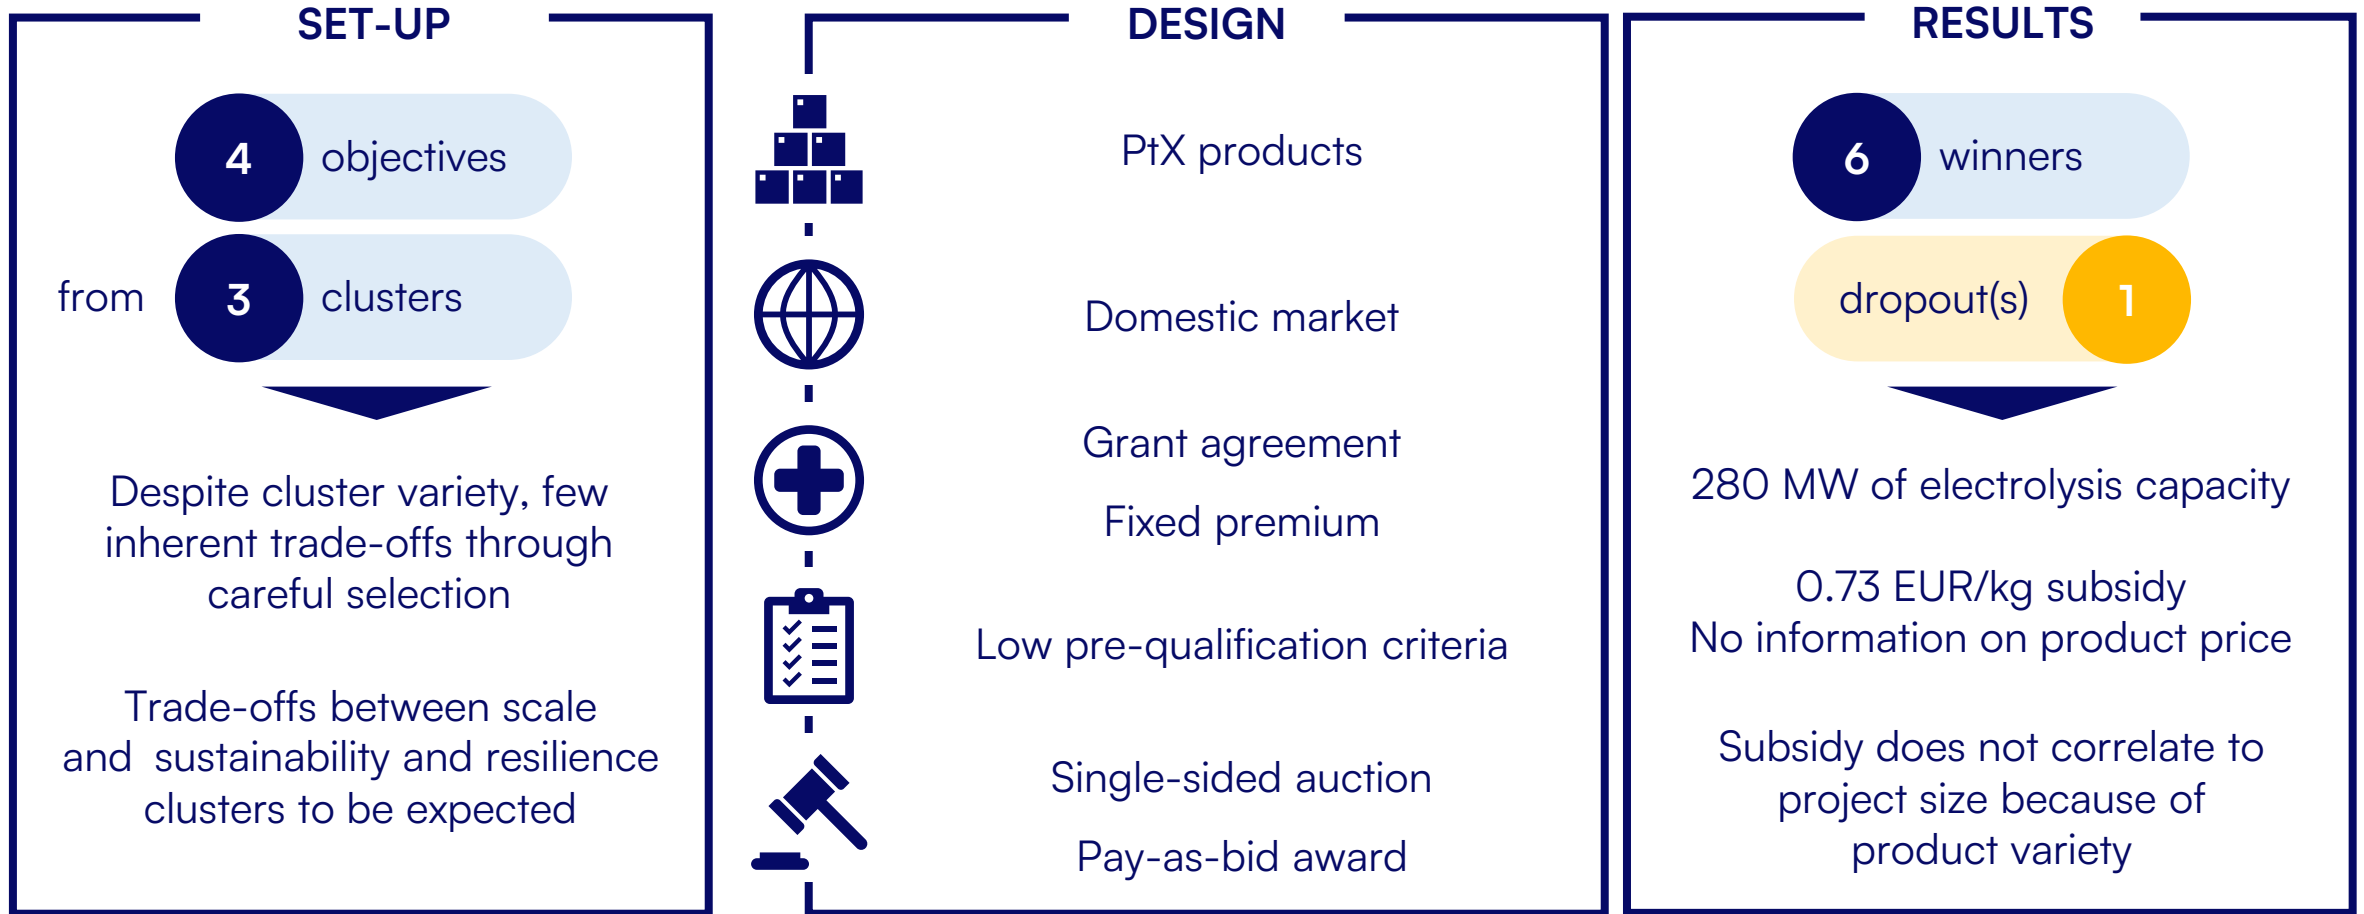 SET-UP
4 objectives
from 3 clusters
Despite cluster variety, few
inherent trade-offs through
careful selection
Trade-offs between scale
and sustainability and resilience
clusters to be expected
DESIGN
PtX products
Domestic market
Grant agreement
Fixed premium
Low pre-qualification criteria
Single-sided auction
Pay-as-bid award
RESULTS
6 winners
dropout(s) 1
280 MW of electrolysis capacity
0.73 EUR/kg subsidy
No information on product price
Subsidy does not correlate to
project size because of
product variety